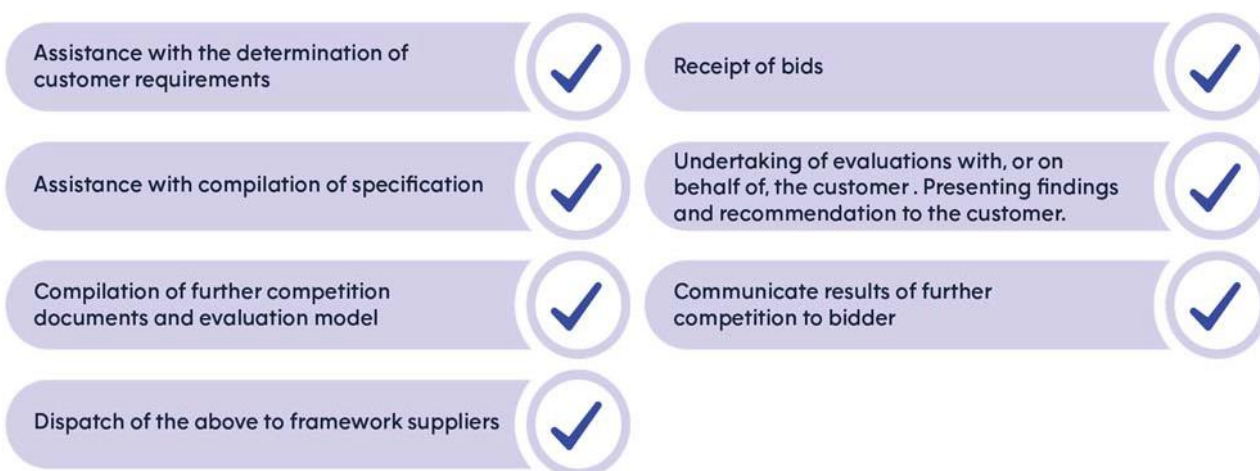 Assistance with the determination of
customer requirements
Assistance with compilation of specification
Compilation of further competition
documents and evaluation model
Dispatch of the above to framework suppliers
Receipt of bids
Undertaking of evaluations with, or on
behalf of, the customer . Presenting findings
and recommendation to the customer.
Communicate results of further
competition to bidder